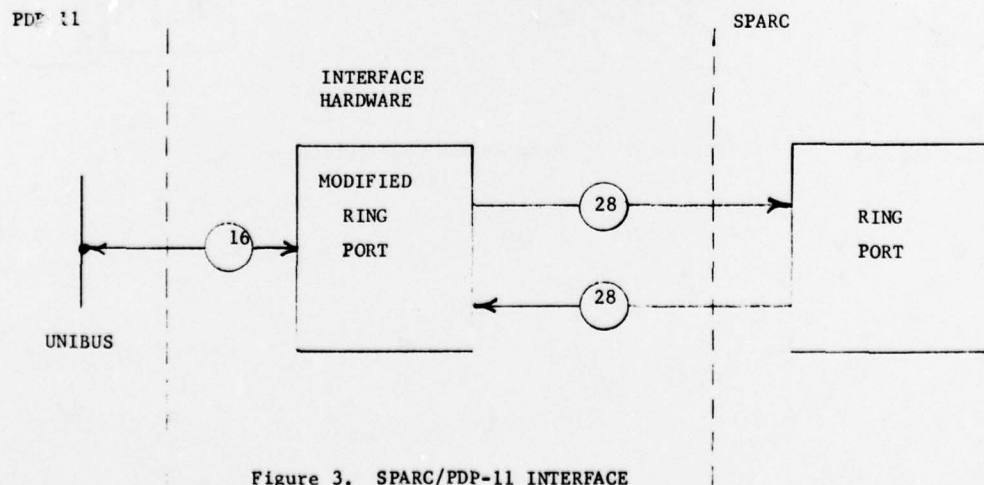 PDP-11
SPARC
INTERFACE
HARDWARE
MODIFIED
RING
PORT
16
28
28
RING
PORT
UNIBUS
Figure 3. SPARC/PDP-11 INTERFACE